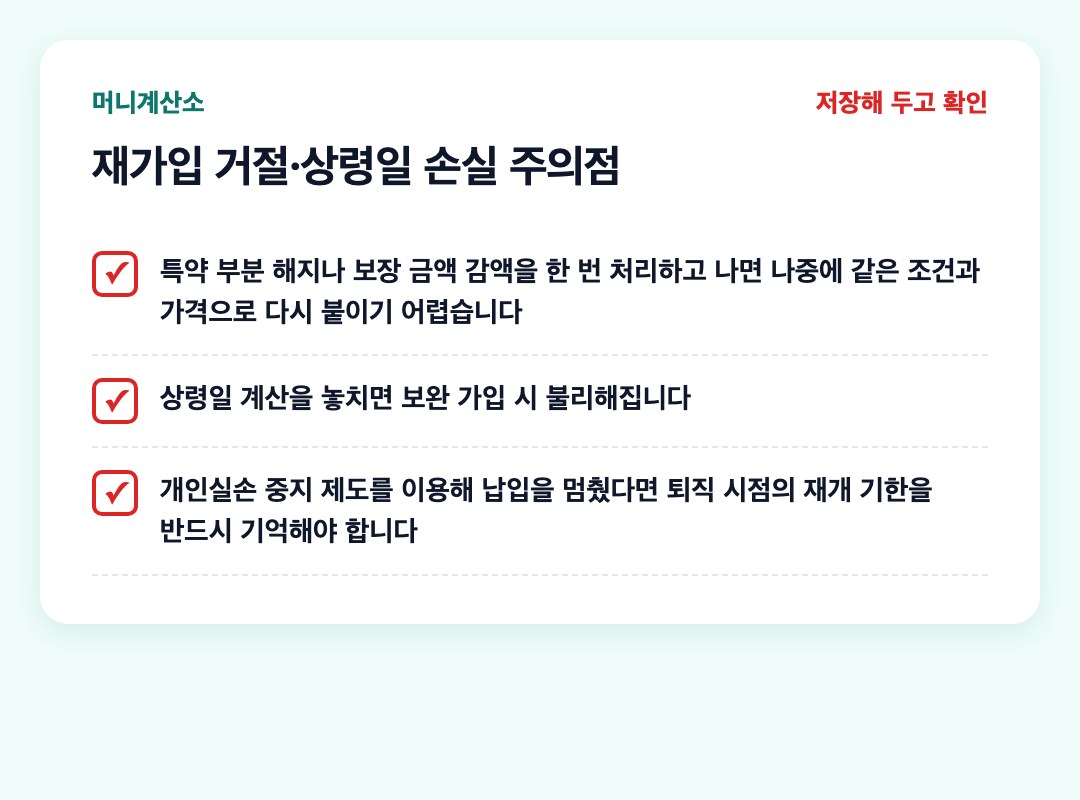 머니계산소
저장해 두고 확인
재가입 거절·상령일 손실 주의점
특약 부분 해지나 보장 금액 감액을 한 번 처리하고 나면 나중에 같은 조건과
가격으로 다시 붙이기 어렵습니다
상령일 계산을 놓치면 보완 가입 시 불리해집니다
개인실손 중지 제도를 이용해 납입을 멈췄다면 퇴직 시점의 재개 기한을
반드시 기억해야 합니다